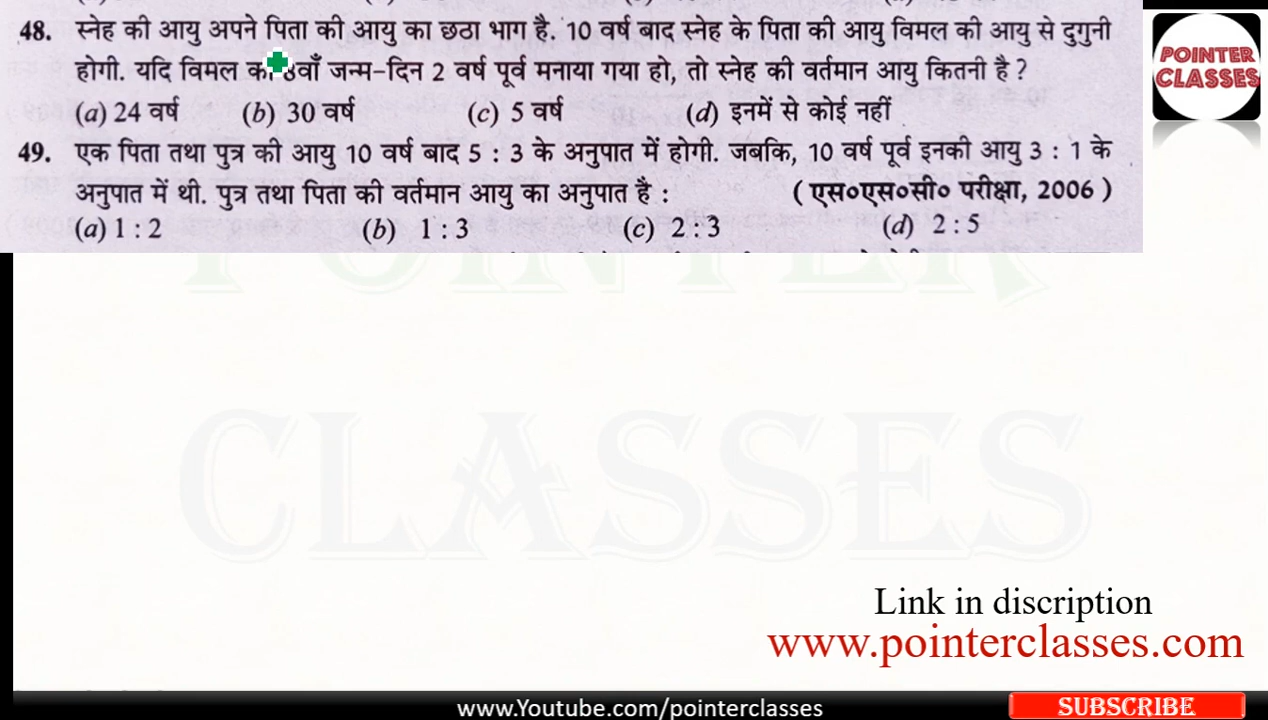 48. स्नेह की आयु अपने पिता की आयु का छठा भाग है. 10 वर्ष बाद स्नेह के पिता की आयु विमल की आयु से दुगुनी
होगी. यदि विमल का 8वाँ जन्म-दिन 2 वर्ष पूर्व मनाया गया हो, तो स्नेह की वर्तमान आयु कितनी है ?
(a) 24 वर्ष (b) 30 वर्ष (c) 5 वर्ष (d) इनमें से कोई नहीं
49. एक पिता तथा पुत्र की आयु 10 वर्ष बाद 5 : 3 के अनुपात में होगी. जबकि, 10 वर्ष पूर्व इनकी आयु 3 : 1 के
अनुपात में थी. पुत्र तथा पिता की वर्तमान आयु का अनुपात है : ( एस०एस०सी० परीक्षा, 2006 )
(a) 1 : 2 (b) 1 : 3 (c) 2 : 3 (d) 2 : 5
POINTER
CLASSES
POINTER
CLASSES
Link in discription
www.pointerclasses.com
www.Youtube.com/pointerclasses
SUBSCRIBE